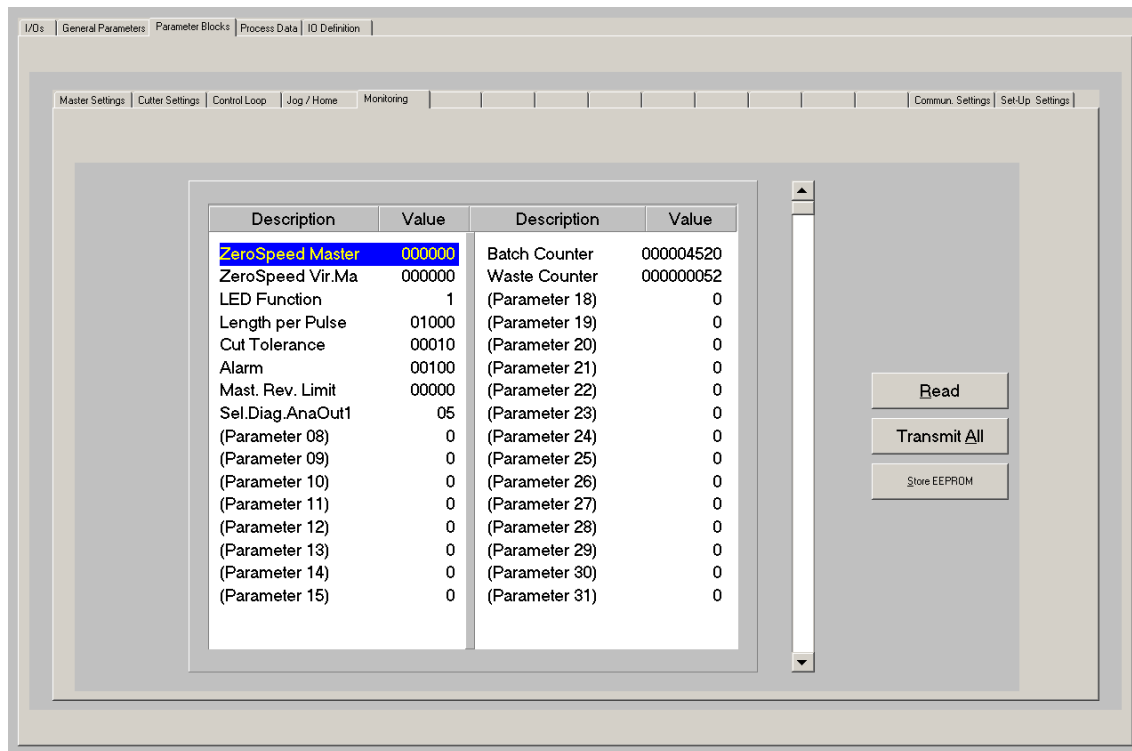 I/Os General Parameters Parameter Blocks Process Data IO Definition
Master Settings Cutter Settings Control Loop Jog / Home Monitoring Commun. Settings Set-Up Settings
Description Value Description Value
ZeroSpeed Master 000000 Batch Counter 000004520
ZeroSpeed Vir.Ma 000000 Waste Counter 000000052
LED Function 1 (Parameter 18) 0
Length per Pulse 01000 (Parameter 19) 0
Cut Tolerance 00010 (Parameter 20) 0
Alarm 00100 (Parameter 21) 0
Mast. Rev. Limit 00000 (Parameter 22) 0
Sel.Diag.AnaOut1 05 (Parameter 23) 0
(Parameter 08) 0 (Parameter 24) 0
(Parameter 09) 0 (Parameter 25) 0
(Parameter 10) 0 (Parameter 26) 0
(Parameter 11) 0 (Parameter 27) 0
(Parameter 12) 0 (Parameter 28) 0
(Parameter 13) 0 (Parameter 29) 0
(Parameter 14) 0 (Parameter 30) 0
(Parameter 15) 0 (Parameter 31) 0
Read
Transmit All
Store EEPROM